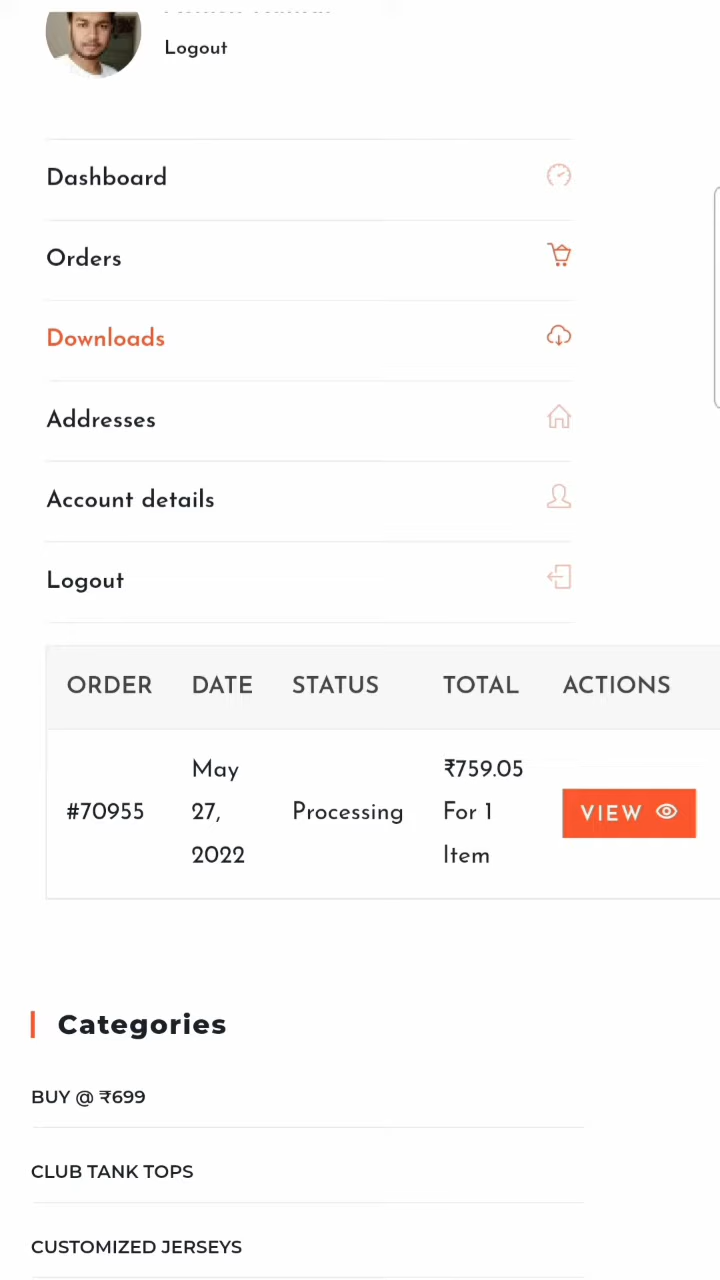 Logout
Dashboard
Orders
Downloads
Addresses
Account details
Logout
ORDER DATE STATUS TOTAL ACTIONS
May ₹759.05
#70955 27, Processing For 1 VIEW
2022 Item
Categories
BUY @ ₹699
CLUB TANK TOPS
CUSTOMIZED JERSEYS